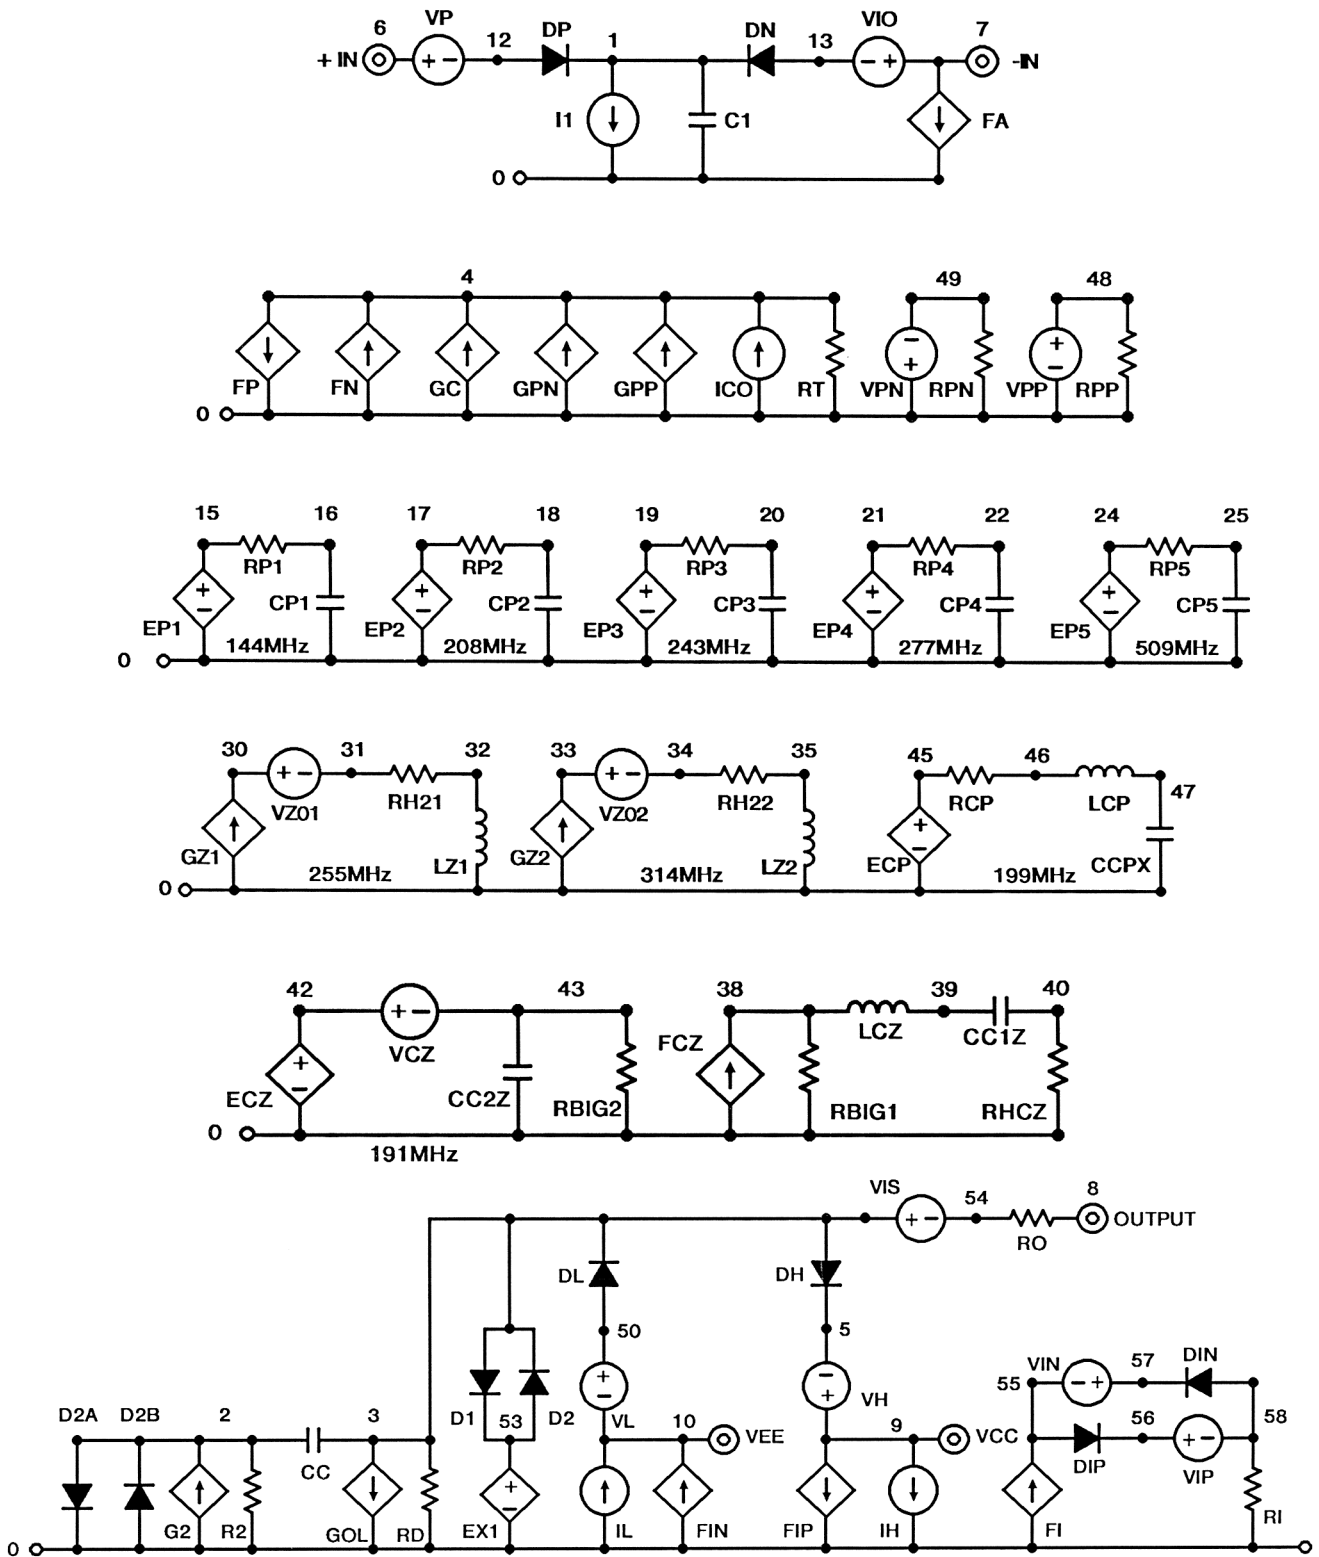 6 VP 12 DP 1 DN 13 VIO 7
+IN + − − + -IN
I1 C1 FA
0
4 49 48
− + + −
FP FN GC GPN GPP ICO RT VPN RPN VPP RPP
0
15 16 17 18 19 20 21 22 24 25
RP1 RP2 RP3 RP4 RP5
+ − + − + − + − + −
CP1 CP2 CP3 CP4 CP5
EP1 EP2 EP3 EP4 EP5
144MHz 208MHz 243MHz 277MHz 509MHz
0
30 31 32 33 34 35 45 46 47
+ − + −
VZ01 RH21 VZ02 RH22 RCP LCP
+ −
GZ1 LZ1 GZ2 LZ2 ECP CCPX
255MHz 314MHz 199MHz
0
42 43 38 39 40
+ −
VCZ FCZ LCZ CC1Z
+ −
ECZ CC2Z RBIG2 RBIG1 RHCZ
0
191MHz
VIS 54 8
+ − OUTPUT
RO
DL DH
50 5
+ − − +
VL VH
VIN 57 DIN
55 − +
D2A D2B 2 3 D1 53 D2 10 VEE 9 VCC 56 58
CC DIP + − VIP
+ −
G2 R2 GOL RD EX1 IL FIN FIP IH FI RI
0